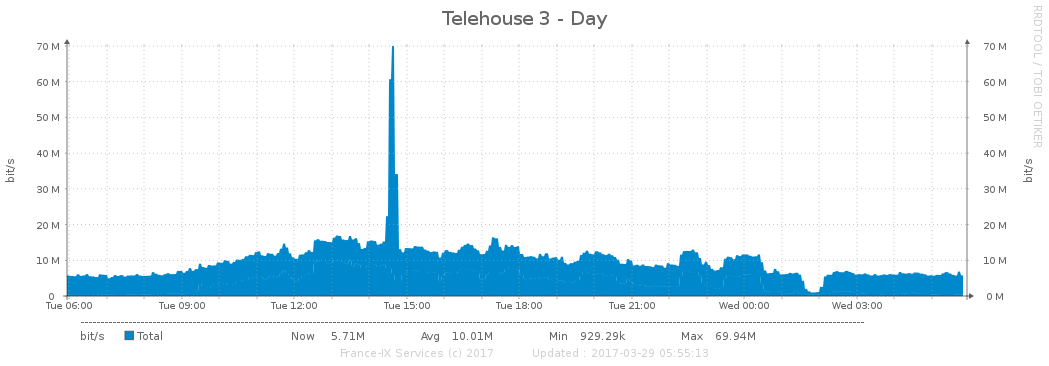 Telehouse 3 - Day
RRDTOOL / TOBI OETIKER
70 M 70 M
60 M 60 M
50 M 50 M
40 M 40 M
30 M 30 M
20 M 20 M
10 M 10 M
0 0 M
bit/s
bit/s
Tue 06:00 Tue 09:00 Tue 12:00 Tue 15:00 Tue 18:00 Tue 21:00 Wed 00:00 Wed 03:00
bit/s Total Now 5.71M Avg 10.01M Min 929.29k Max 69.94M
France-IX Services (c) 2017 Updated : 2017-03-29 05:55:13